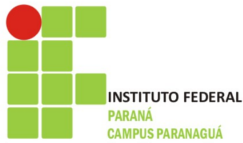 INSTITUTO FEDERAL
PARANÁ
CAMPUS PARANAGUÁ